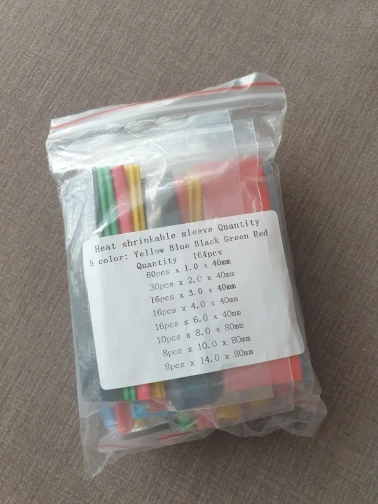 Heat shrinkable sleeve Quantity
5 color: Yellow Blue Black Green Red
Quantity 164pcs
60pcs x 1.0 x 40mm
30pcs x 2.0 x 40mm
16pcs x 3.0 x 40mm
16pcs x 4.0 x 40mm
16pcs x 6.0 x 40mm
10pcs x 8.0 x 80mm
8pcs x 10.0 x 80mm
8pcs x 14.0 x 80mm